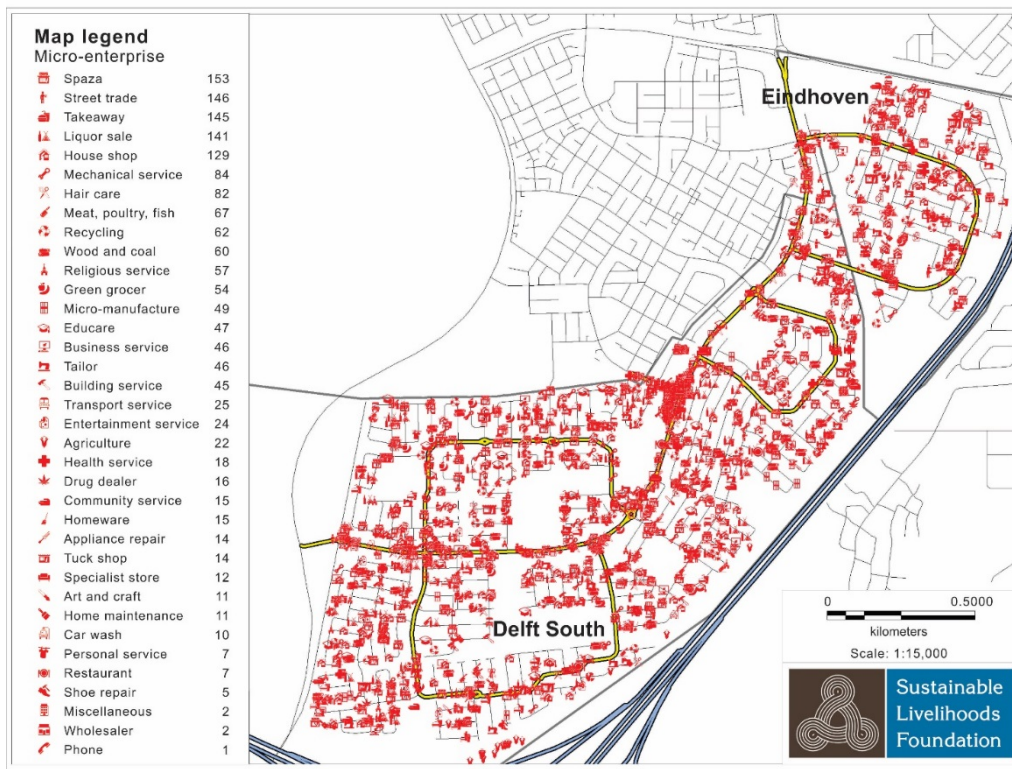 Map legend
Micro-enterprise
Spaza 153
Street trade 146
Takeaway 145
Liquor sale 141
House shop 129
Mechanical service 84
Hair care 82
Meat, poultry, fish 67
Recycling 62
Wood and coal 60
Religious service 57
Green grocer 54
Micro-manufacture 49
Educare 47
Business service 46
Tailor 46
Building service 45
Transport service 25
Entertainment service 24
Agriculture 22
Health service 18
Drug dealer 16
Community service 15
Homeware 15
Appliance repair 14
Tuck shop 14
Specialist store 12
Art and craft 11
Home maintenance 11
Car wash 10
Personal service 7
Restaurant 7
Shoe repair 5
Miscellaneous 2
Wholesaler 2
Phone 1
Eindhoven
Delft South
0 0.5000
kilometers
Scale: 1:15,000
Sustainable
Livelihoods
Foundation